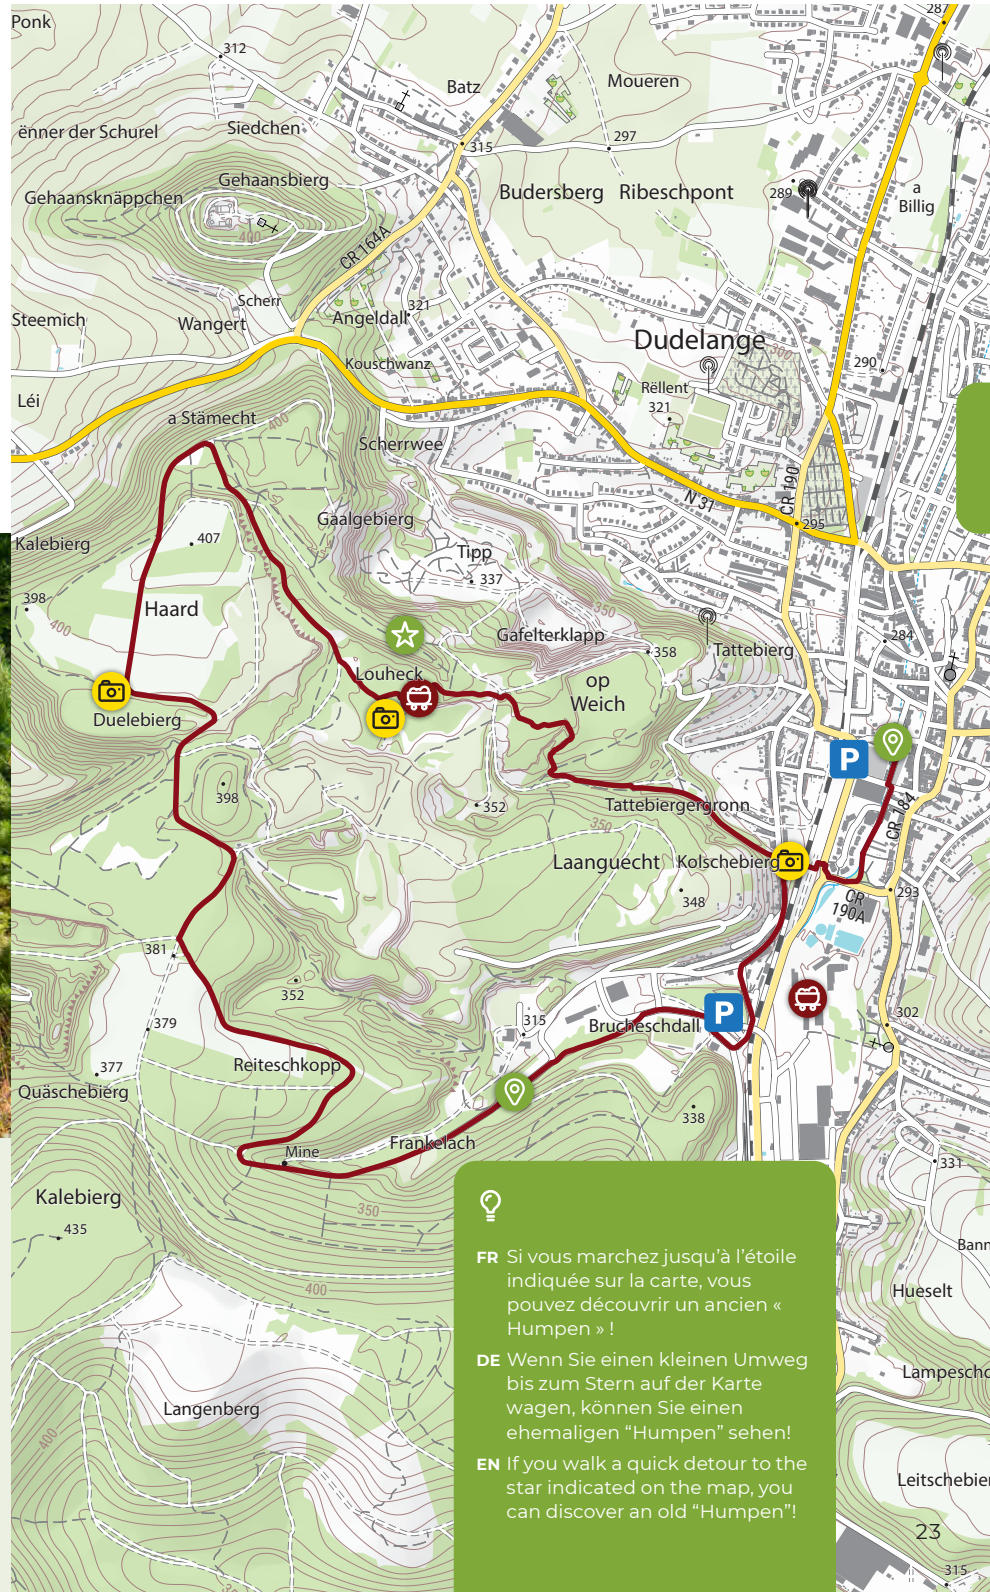 Ponk
287
312
Batz
Moueren
ënner der Schurel
Siedchen
315
297
Gehaansbierg
Gehaansknäppchen
Budersberg
Ribeschpont
289
a
Billig
400
CR 164A
Scherr
321
Steemich
Wangert
Angeldall
Dudelange
300
Kouschwanz
290
Rëllent
321
Léi
a Stämecht
400
Scherrwee
CR 190
N 31
Gaalgebierg
295
Kalebierg
407
Tipp
337
398
Haard
350
400
Gafelterklapp
284
358
Tattebierg
Louheck
op
Weich
Duelebierg
P
398
352
Tattebiergergronn
CR 184
350
Laanguecht
Kolschebierg
348
293
CR
190A
381
352
302
379
315
Brucheschdall
P
Reiteschkopp
377
Quäschebierg
338
Frankelach
Mine
331
Kalebierg
350
435
Bann
400
Hueselt
Lampesch
Langenberg
400
Leitschebier
315
FR Si vous marchez jusqu’à l’étoile
indiquée sur la carte, vous
pouvez découvrir un ancien «
Humpen » !
DE Wenn Sie einen kleinen Umweg
bis zum Stern auf der Karte
wagen, können Sie einen
ehemaligen “Humpen” sehen!
EN If you walk a quick detour to the
star indicated on the map, you
can discover an old “Humpen”!
23